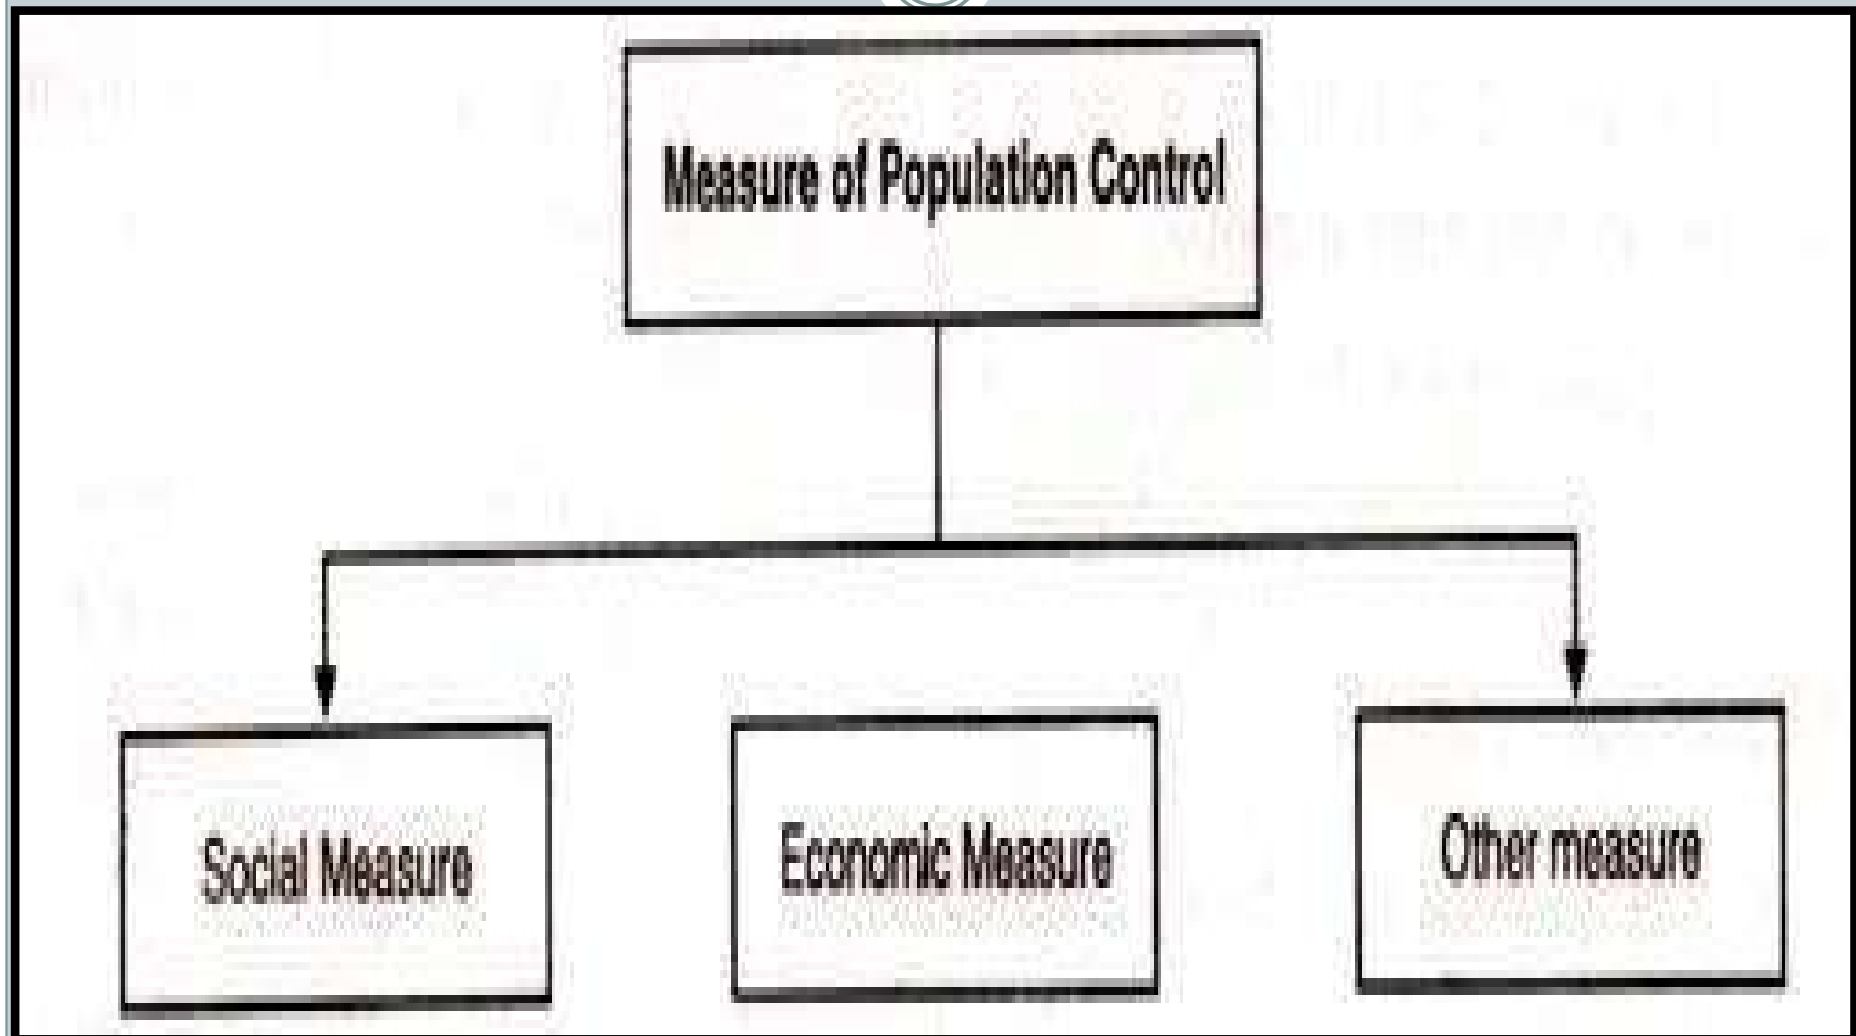 Measure of Population Control
Social Measure
Economic Measure
Other measure